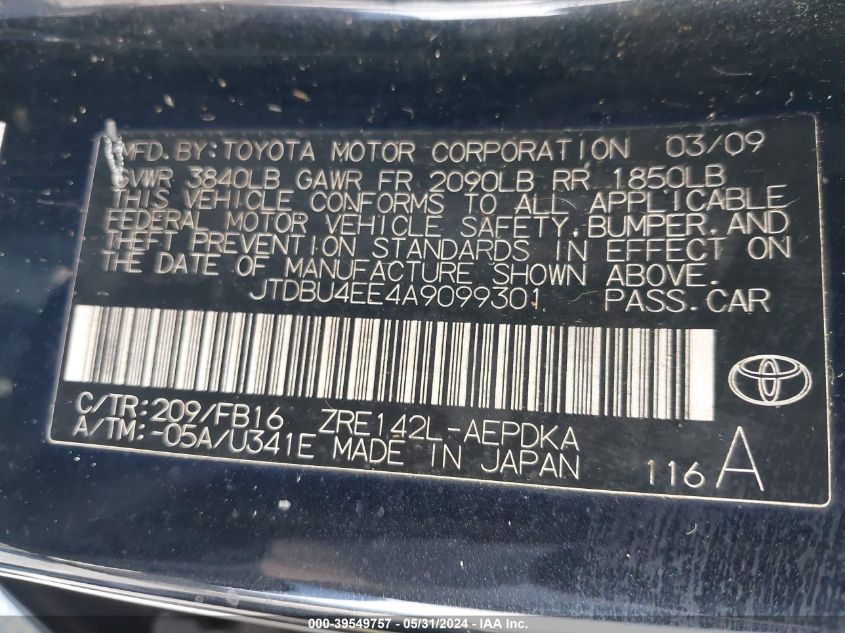 MFD.BY:TOYOTA MOTOR CORPORATION 03/09
GVWR 3840LB GAWR FR 2090LB RR 1850LB
THIS VEHICLE CONFORMS TO ALL APPLICABLE
FEDERAL MOTOR VEHICLE SAFETY,BUMPER,AND
THEFT PREVENTION STANDARDS IN EFFECT ON
THE DATE OF MANUFACTURE SHOWN ABOVE.
JTDBU4EE4A9099301 PASS.CAR
C/TR:209/FB16 ZRE142L-AEPDKA
A/TM:-05A/U341E MADE IN JAPAN
116 A
000-39549757 - 05/31/2024 - IAA Inc.